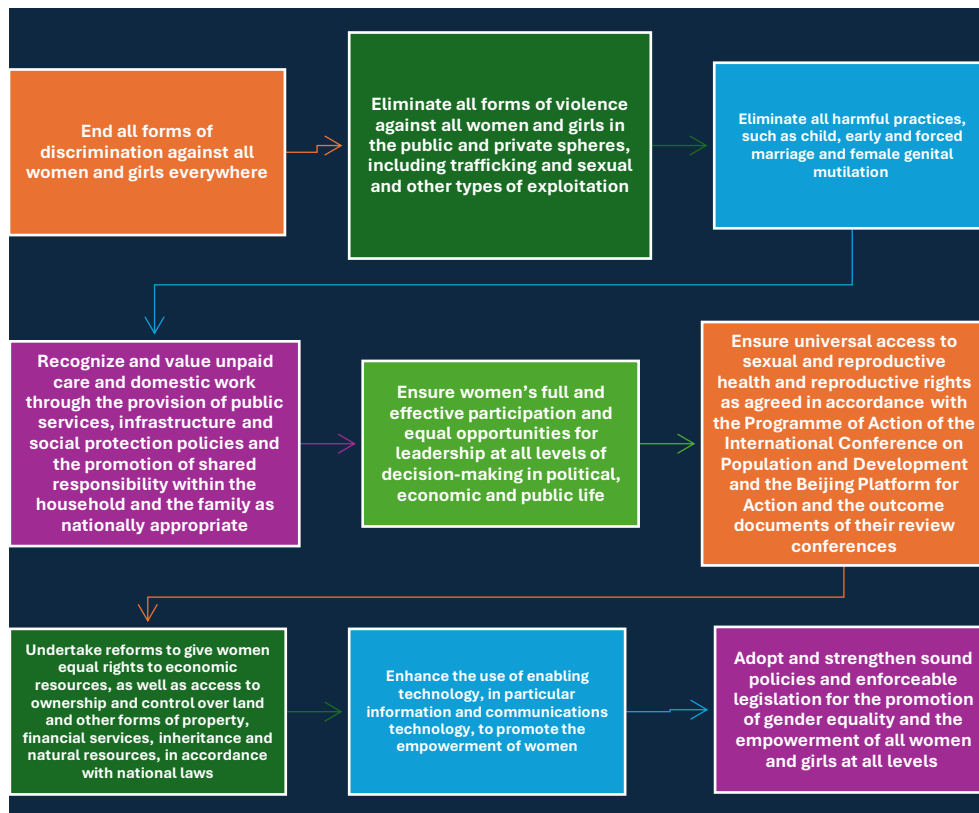 End all forms of
discrimination against all
women and girls everywhere
Eliminate all forms of violence
against all women and girls in
the public and private spheres,
including trafficking and sexual
and other types of exploitation
Eliminate all harmful practices,
such as child, early and forced
marriage and female genital
mutilation
Recognize and value unpaid
care and domestic work
through the provision of public
services, infrastructure and
social protection policies and
the promotion of shared
responsibility within the
household and the family as
nationally appropriate
Ensure women’s full and
effective participation and
equal opportunities for
leadership at all levels of
decision-making in political,
economic and public life
Ensure universal access to
sexual and reproductive
health and reproductive rights
as agreed in accordance with
the Programme of Action of the
International Conference on
Population and Development
and the Beijing Platform for
Action and the outcome
documents of their review
conferences
Undertake reforms to give women
equal rights to economic
resources, as well as access to
ownership and control over land
and other forms of property,
financial services, inheritance and
natural resources, in accordance
with national laws
Enhance the use of enabling
technology, in particular
information and communications
technology, to promote the
empowerment of women
Adopt and strengthen sound
policies and enforceable
legislation for the promotion
of gender equality and the
empowerment of all women
and girls at all levels